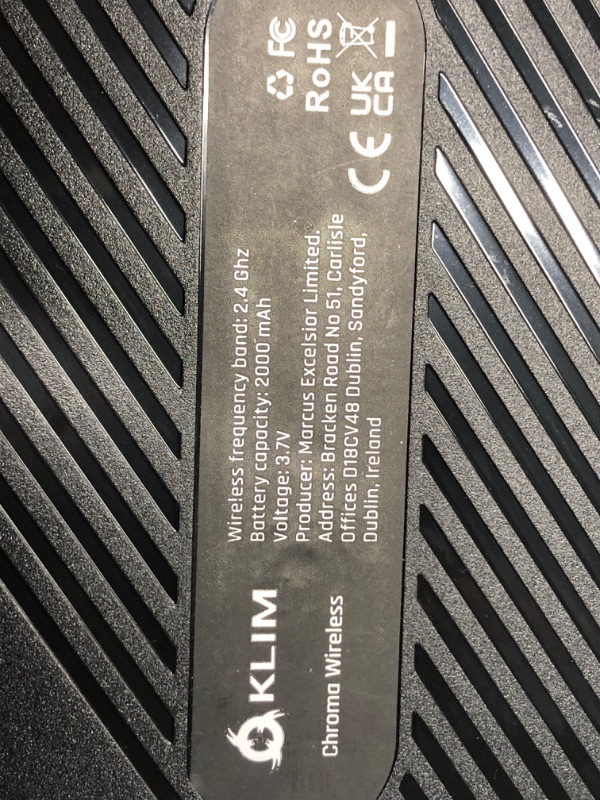 KLIM
Chroma Wireless
Wireless frequency band: 2.4 Ghz
Battery capacity: 2000 mAh
Voltage: 3.7V
Producer: Marcus Excelsior Limited.
Address: Bracken Road No 51, Carlisle
Offices D18CV48 Dublin, Sandyford,
Dublin, Ireland
FC
RoHS
CE UK
CA